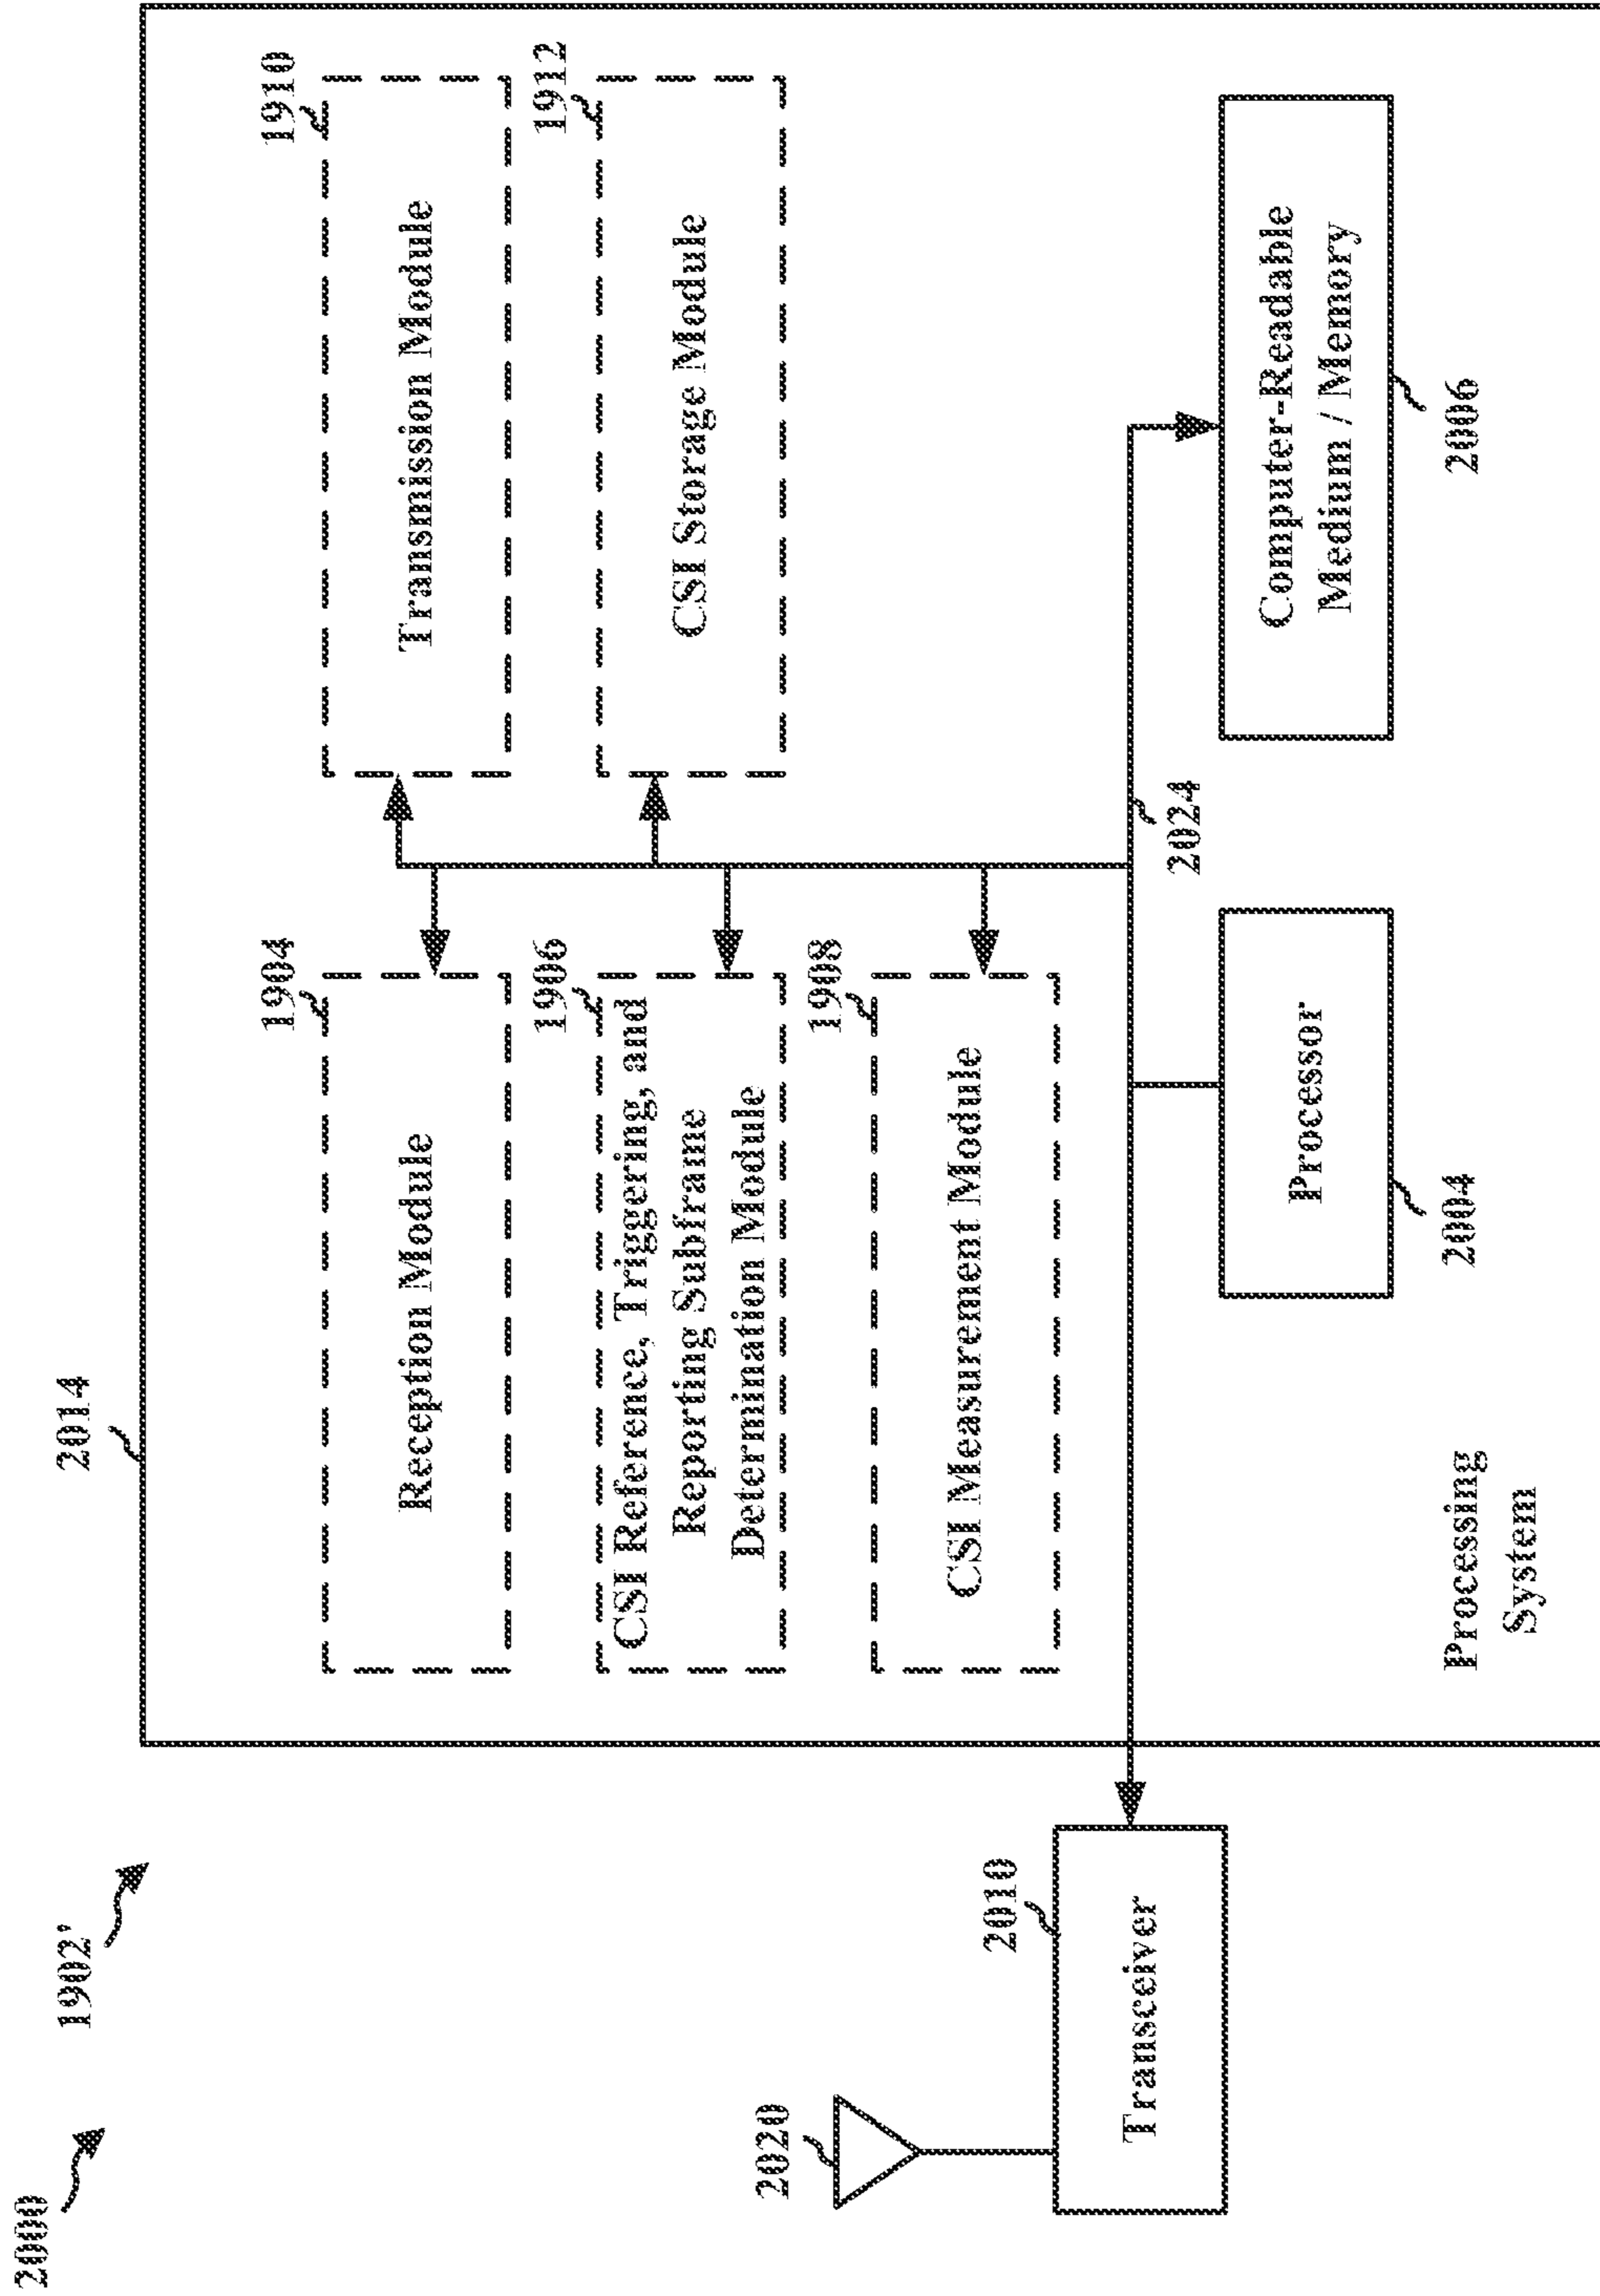 2000
1902'
2014
1904
Reception Module
1910
Transmission Module
1906
CSI Reference, Triggering, and
Reporting Subframe
Determination Module
1912
CSI Storage Module
1908
CSI Measurement Module
2020
2010
Transceiver
2024
Processor
2004
Computer-Readable
Medium / Memory
2006
Processing
System